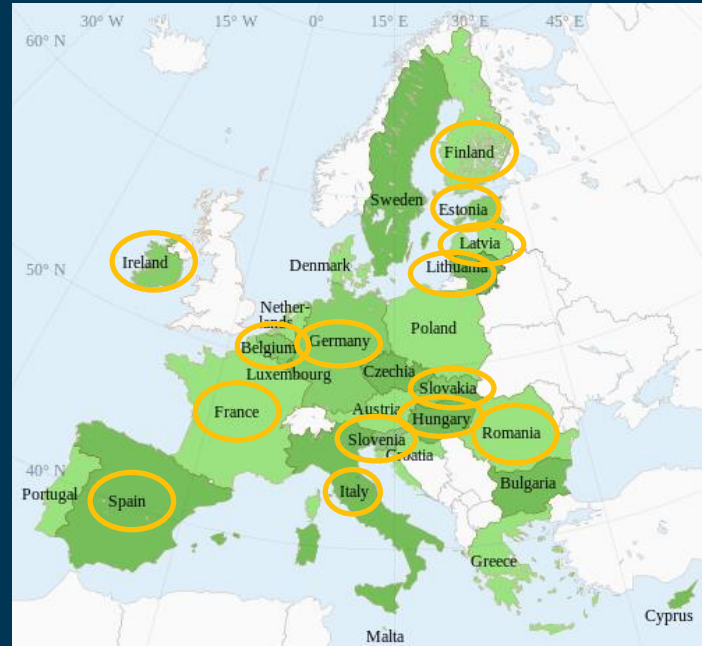 30° W 15° W 0° 15° E 30° E 45° E
60° N
Finland
Sweden
Estonia
Latvia
Ireland
Denmark
Lithuania
50° N
Nether-
lands
Poland
Belgium
Germany
Luxembourg
Czechia
Slovakia
France
Austria
Hungary
Romania
Slovenia
Croatia
40° N
Portugal
Spain
Italy
Bulgaria
Greece
Cyprus
Malta